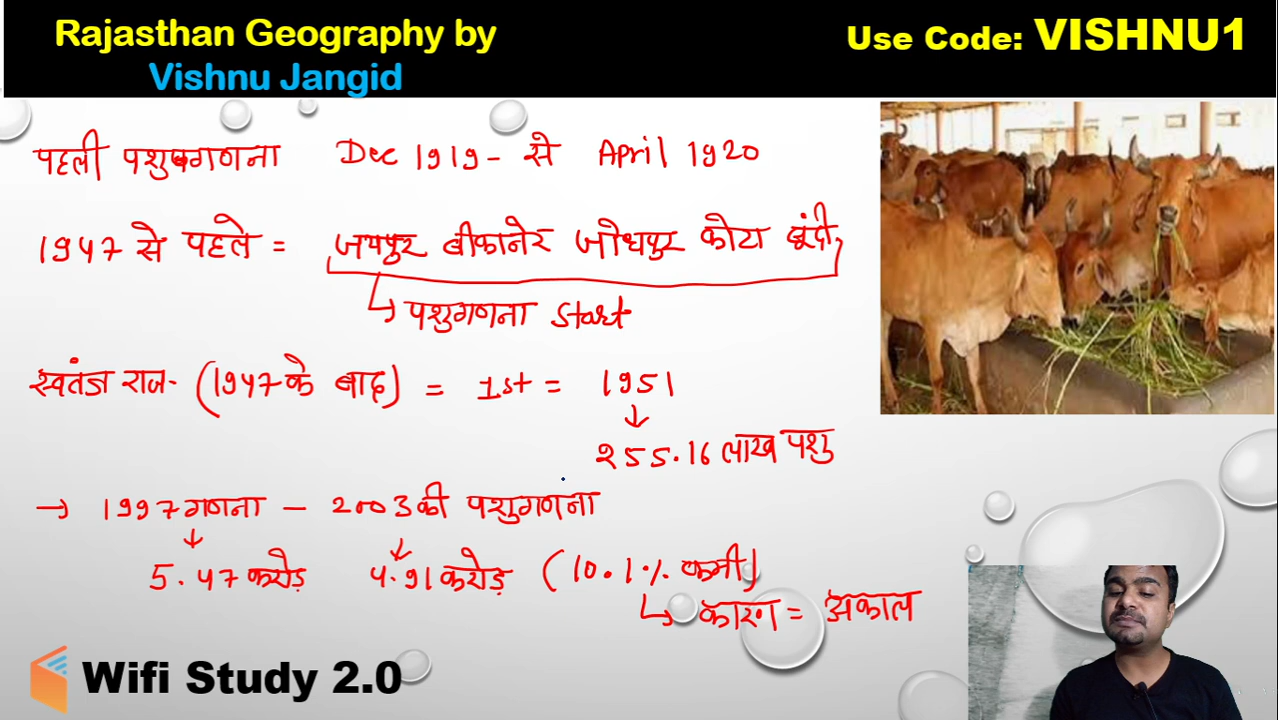 Rajasthan Geography by
Vishnu Jangid
Use Code: VISHNU1
पहली पशुगणना Dec 1919 - से April 1920
1947 से पहले = जयपुर बीकानेर जोधपुर कोटा बूंदी,
↳ पशुगणना Start
स्वतंत्र राज. (1947 के बाद) = 1st = 1951
↓
255.16 लाख पशु
→ 1997 गणना – 2003 की पशुगणना
↓ ↓
5.47 करोड़ 4.91 करोड़ (10.1% कमी)
↳ कारण = अकाल
Wifi Study 2.0